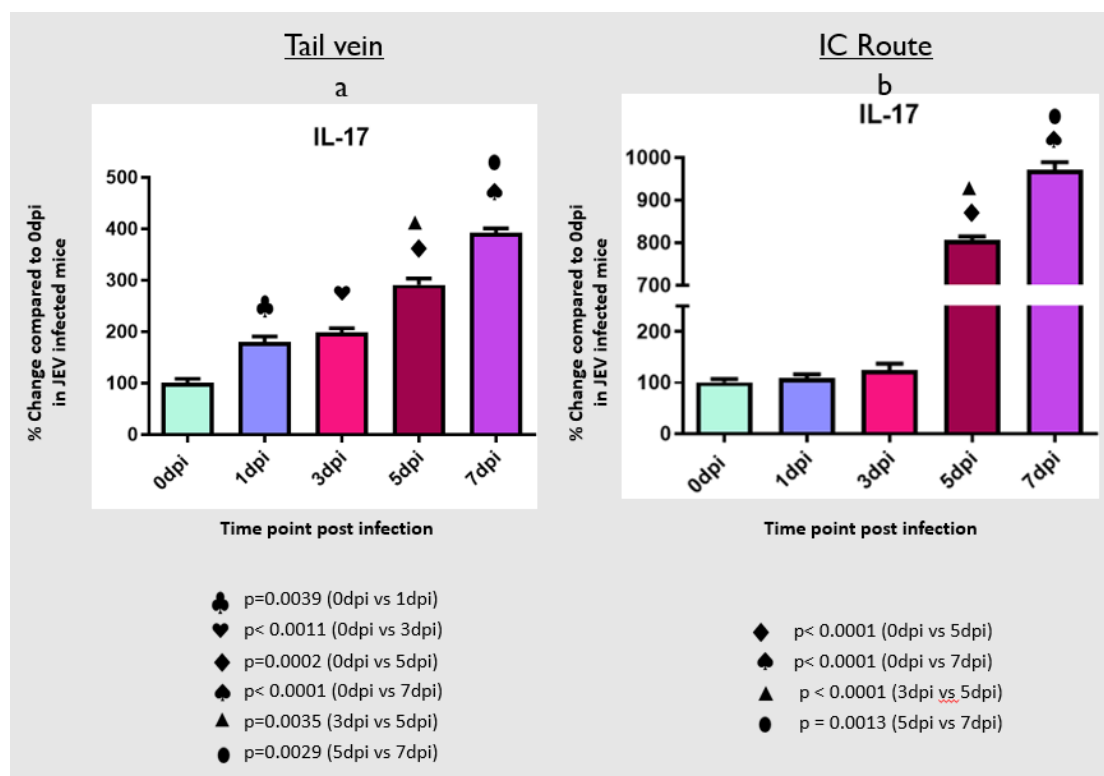 Tail vein
a
IL-17
% Change compared to 0dpi
in JEV infected mice
500
400
300
200
100
0
0dpi
1dpi
3dpi
5dpi
7dpi
Time point post infection
♣ p=0.0039 (0dpi vs 1dpi)
♥ p< 0.0011 (0dpi vs 3dpi)
♦ p=0.0002 (0dpi vs 5dpi)
♠ p< 0.0001 (0dpi vs 7dpi)
▲ p=0.0035 (3dpi vs 5dpi)
● p=0.0029 (5dpi vs 7dpi)
IC Route
b
IL-17
% Change compared to 0dpi
in JEV infected mice
1000
900
800
700
200
100
0
0dpi
1dpi
3dpi
5dpi
7dpi
Time point post infection
♦ p< 0.0001 (0dpi vs 5dpi)
♠ p< 0.0001 (0dpi vs 7dpi)
▲ p < 0.0001 (3dpi vs 5dpi)
● p = 0.0013 (5dpi vs 7dpi)